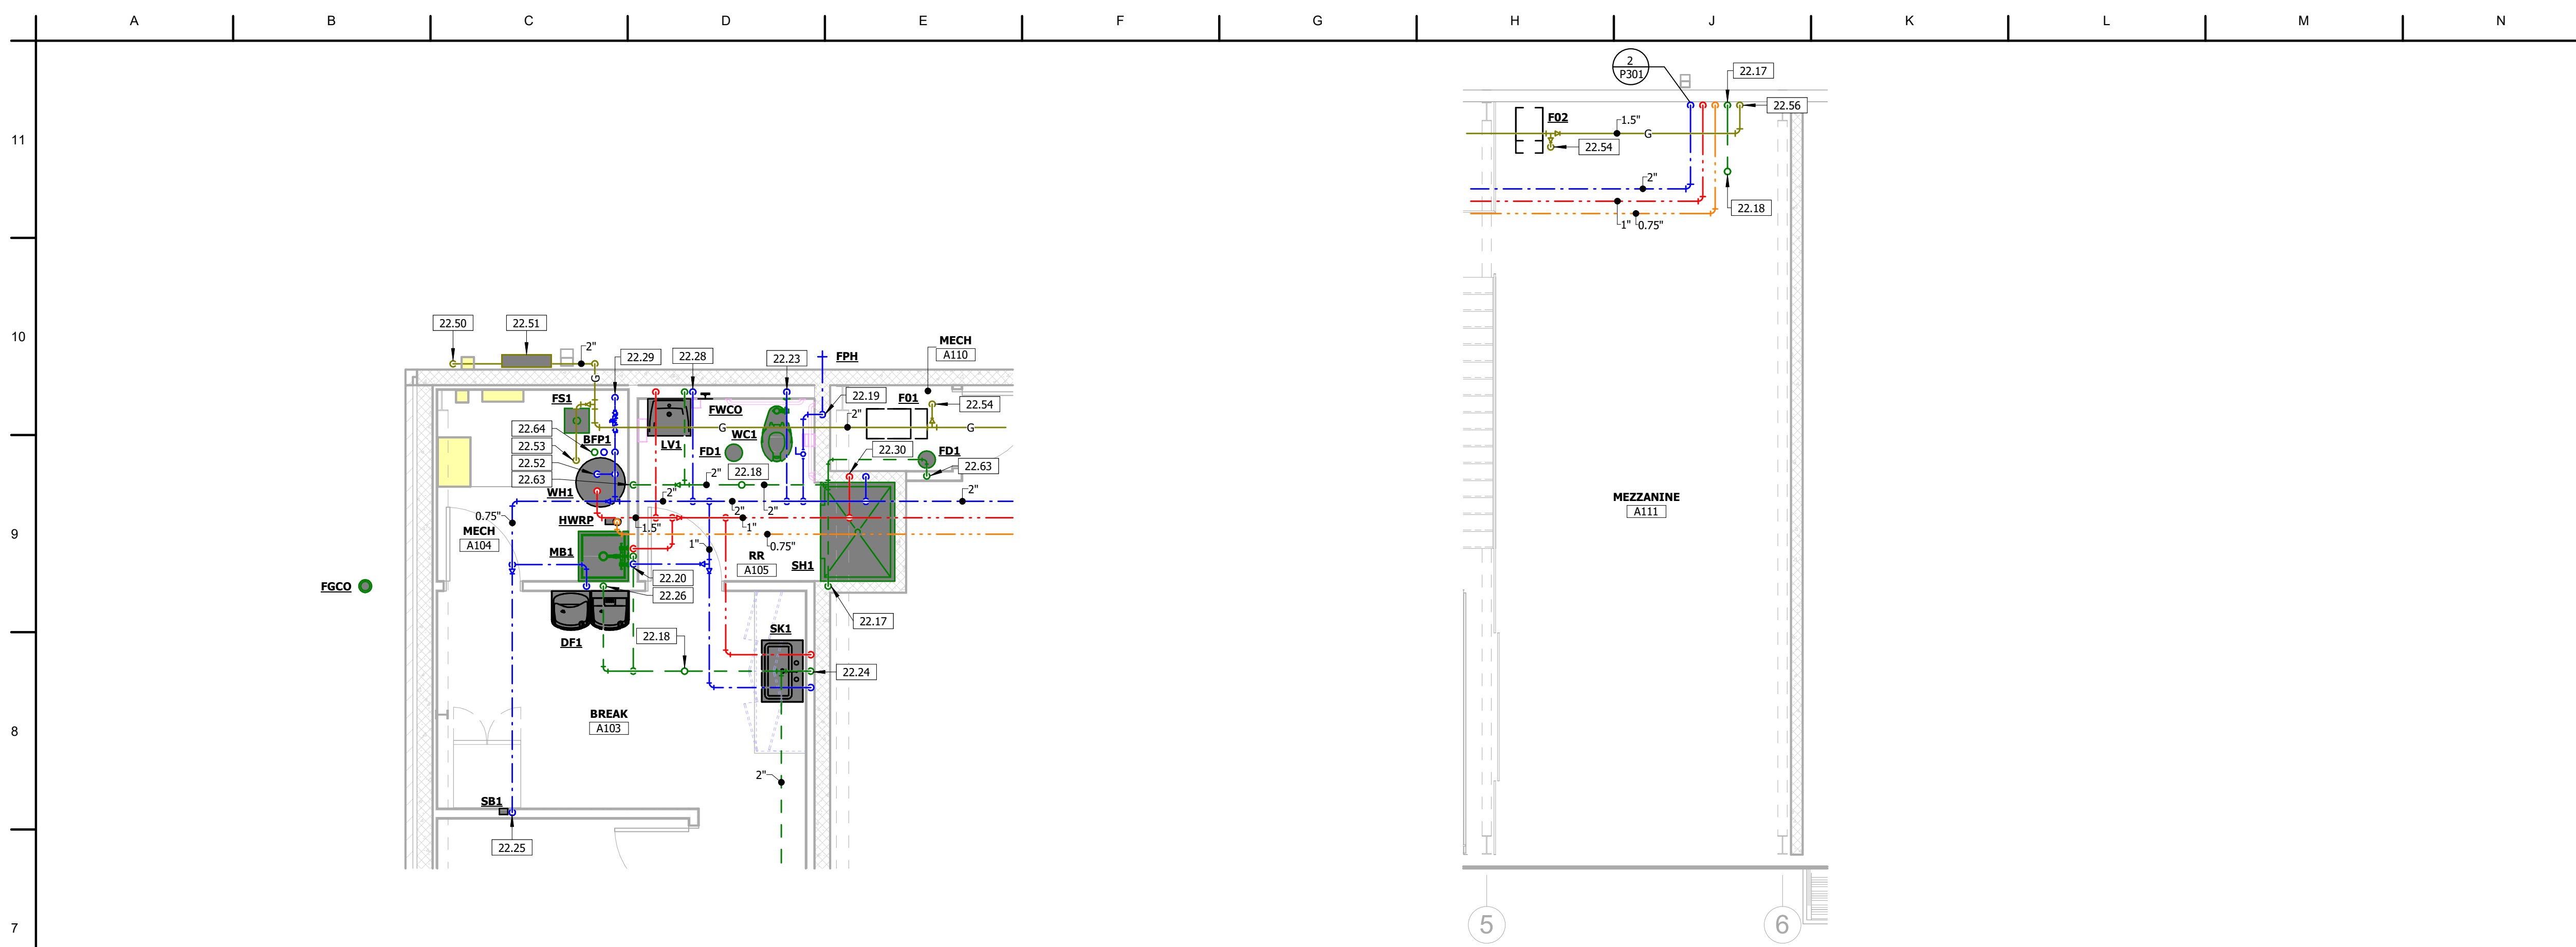 A B C D E F G H J K L M N
11
2
P301
22.17
22.56
F02
1.5"
G
22.54
2"
22.18
1" 0.75"
10
22.50
22.51
2"
22.29
22.28
22.23
FPH
MECH
A110
G
FS1
22.19
F01
22.54
FWCO
2"
22.64
BFP1
G
WC1
G
22.53
LV1
FD1
22.30
FD1
22.52
22.63
22.63
2"
22.18
WH1
2"
2"
2"
2"
9
0.75"
HWRP
1.5"
1"
MECH
A104
MB1
1"
0.75"
RR
A105
SH1
MEZZANINE
A111
FGCO
22.20
22.26
22.17
DF1
22.18
SK1
22.24
8
BREAK
A103
2"
SB1
22.25
7
5
6